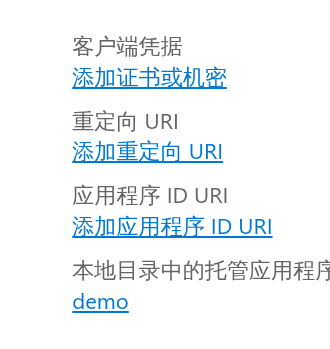 客户端凭据
添加证书或机密
重定向 URI
添加重定向 URI
应用程序 ID URI
添加应用程序 ID URI
本地目录中的托管应用程序
demo